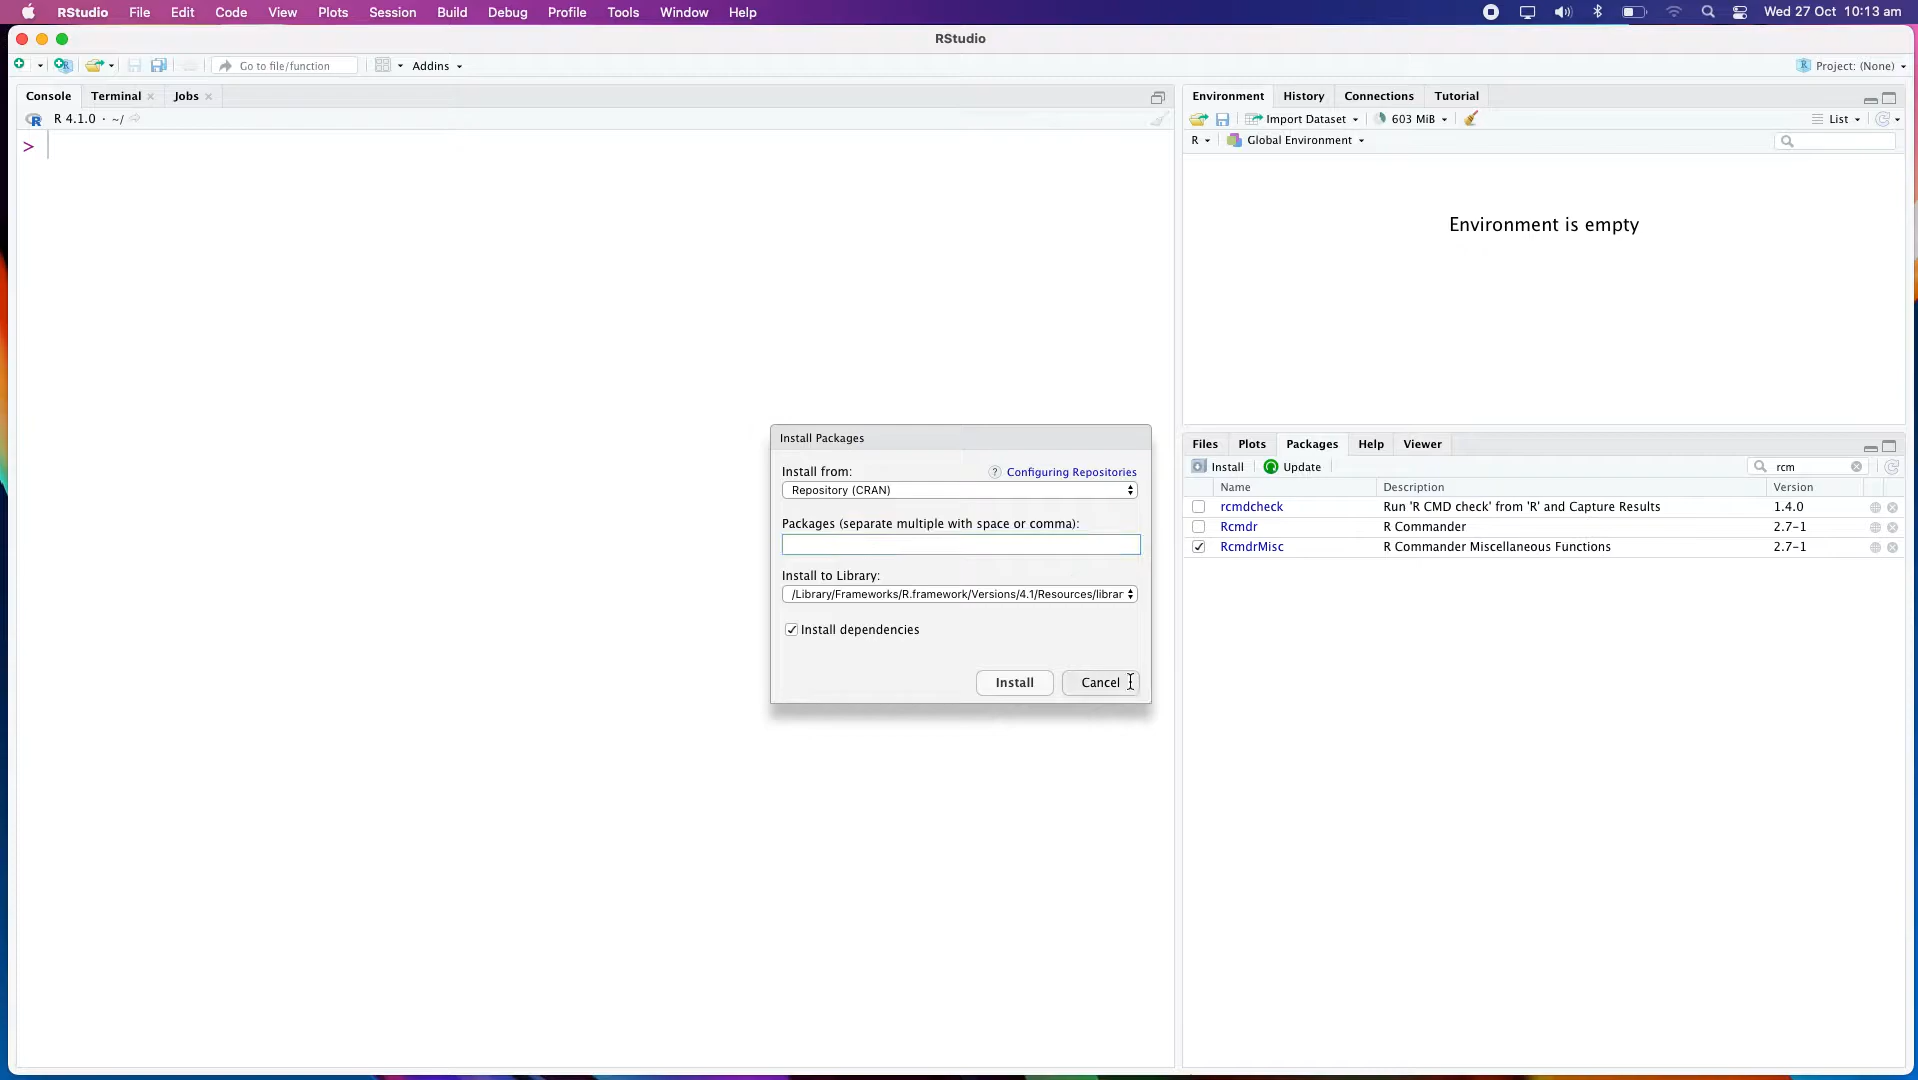 RStudio File Edit Code View Plots Session Build Debug Profile Tools Window Help Wed 27 Oct 10:13 am
RStudio
Go to file/function Addins Project: (None)
Console Terminal Jobs
R 4.1.0 · ~/
>
Environment History Connections Tutorial
Import Dataset 603 MiB List
R Global Environment
Environment is empty
Install Packages
Install from: ? Configuring Repositories
Repository (CRAN)
Packages (separate multiple with space or comma):
Install to Library:
/Library/Frameworks/R.framework/Versions/4.1/Resources/librar
Install dependencies
Install Cancel
Files Plots Packages Help Viewer
Install Update rcm
Name Description Version
rcmdcheck Run 'R CMD check' from 'R' and Capture Results 1.4.0
Rcmdr R Commander 2.7-1
RcmdrMisc R Commander Miscellaneous Functions 2.7-1